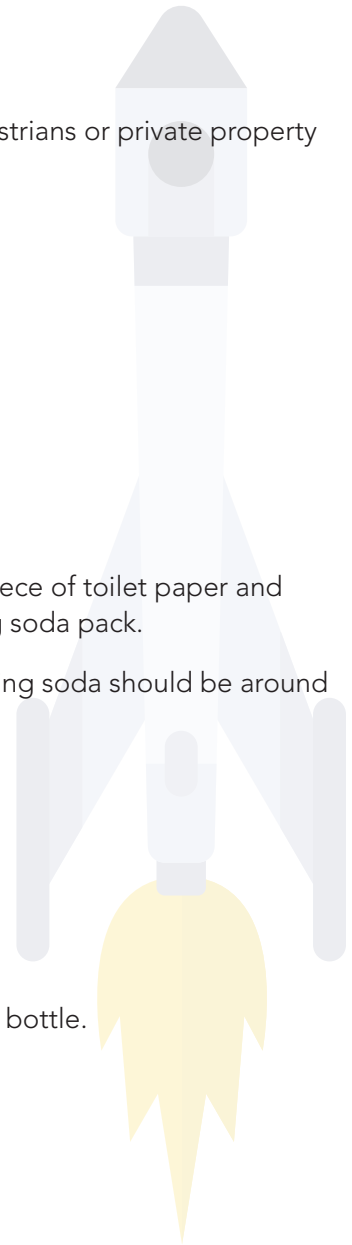 strians or private property
ece of toilet paper and
g soda pack.
ng soda should be around
bottle.